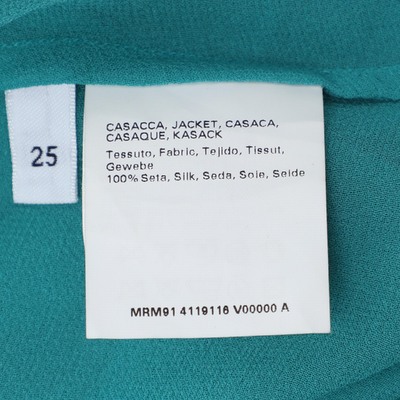 25
CASACCA, JACKET, CASACA,
CASAQUE, KASACK
Tessuto, Fabric, Tejido, Tissut,
Gewebe
100% Seta, Silk, Seda, Soie, Seide
MRM91 4119116 V00000 A